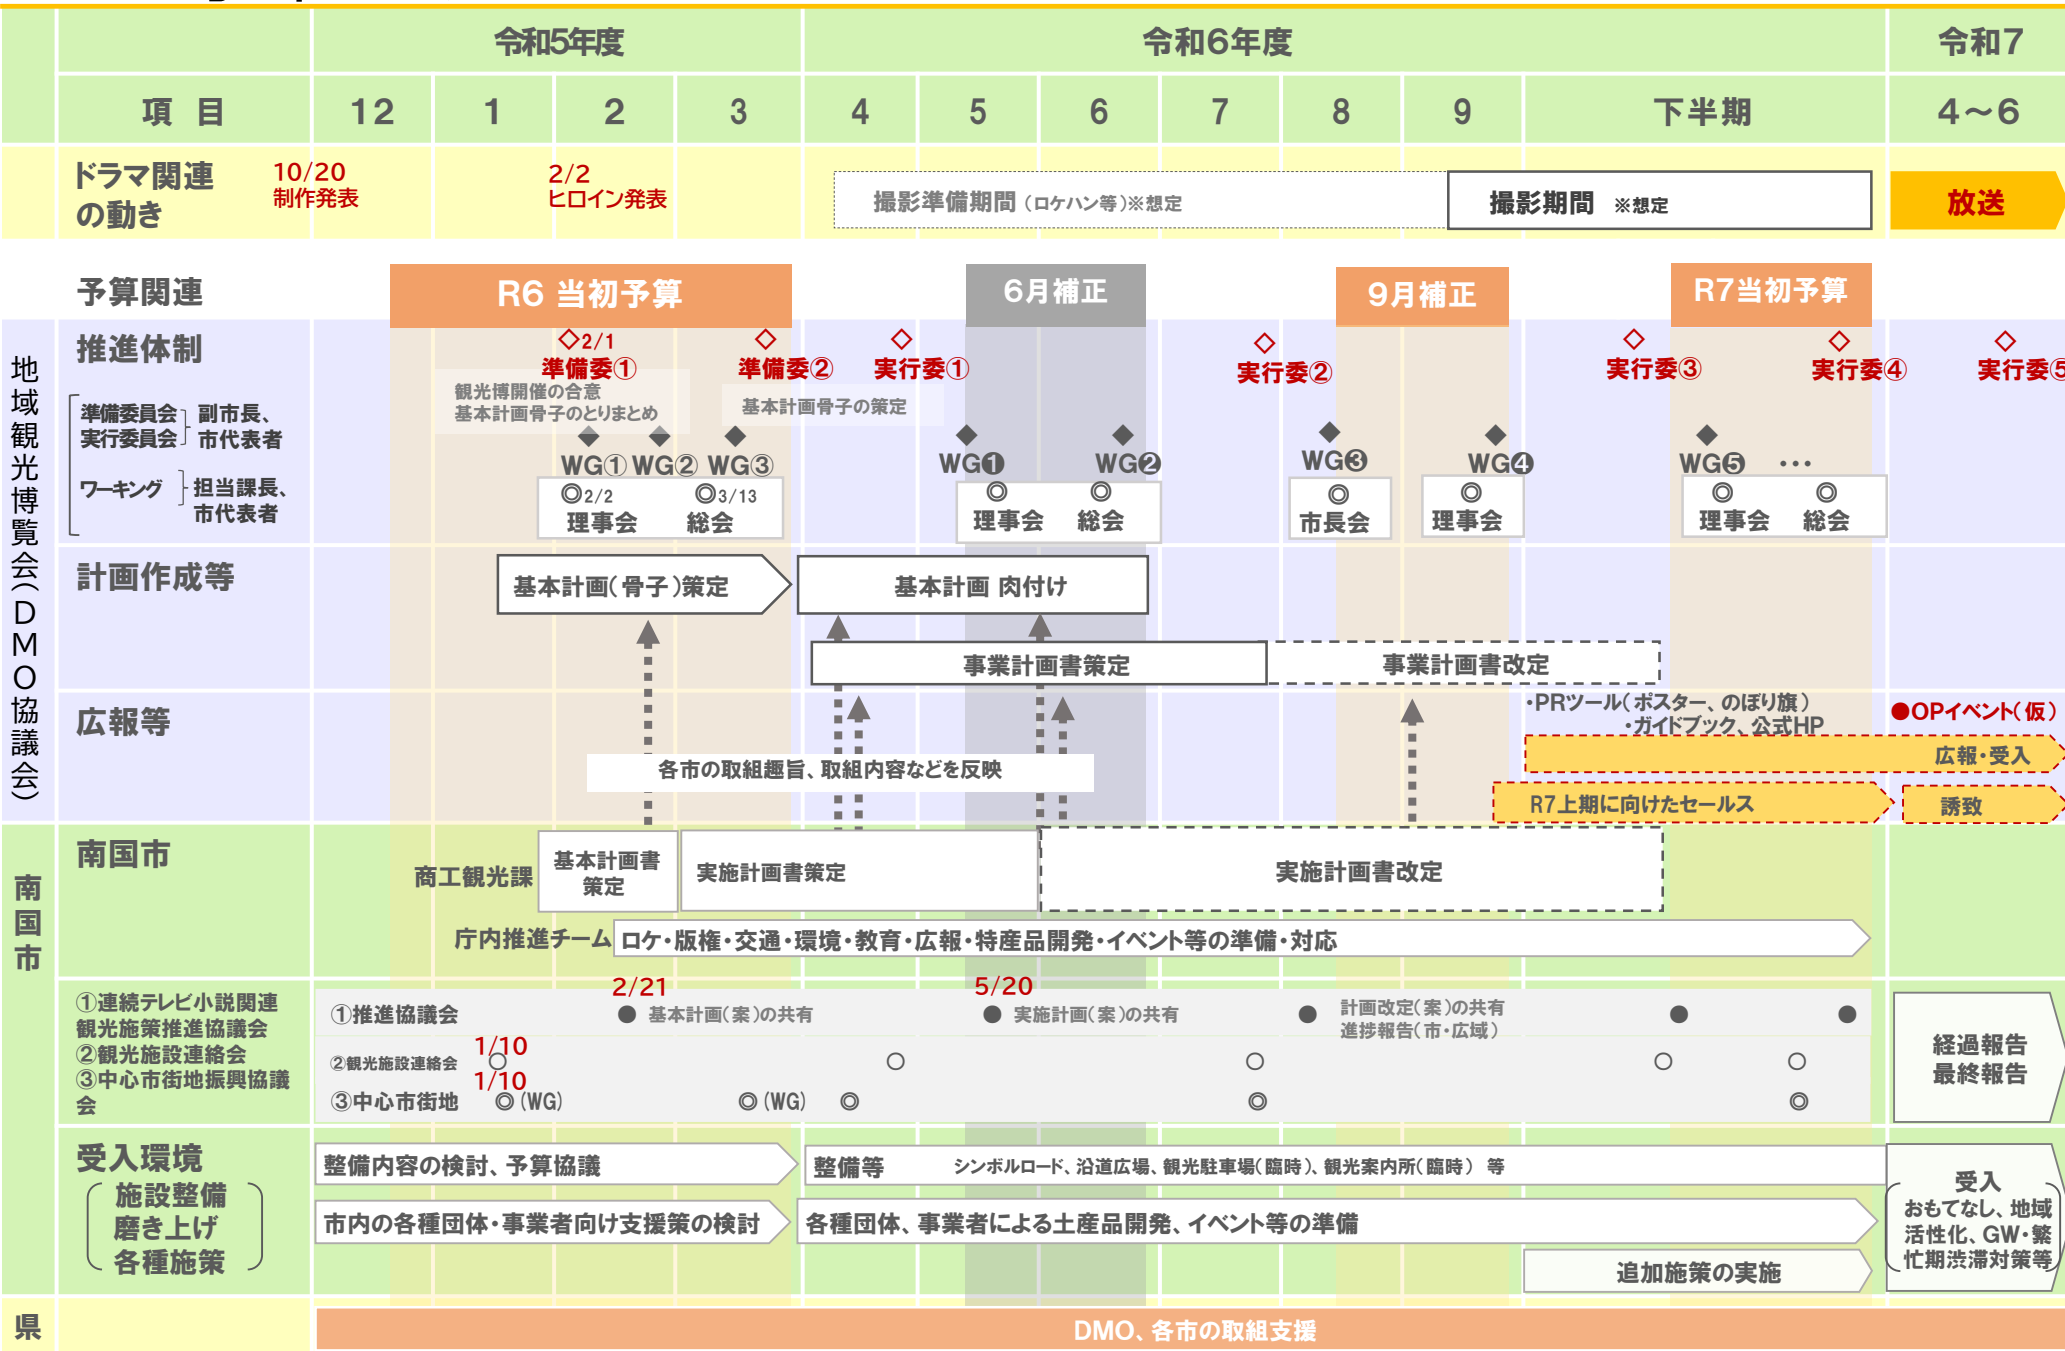 令和5年度
令和6年度
令和7
項 目
12
1
2
3
4
5
6
7
8
9
下半期
4～6
ドラマ関連
の動き
10/20
制作発表
2/2
ヒロイン発表
撮影準備期間（ロケハン等）※想定
撮影期間 ※想定
放送
予算関連
R6 当初予算
6月補正
9月補正
R7当初予算
地域観光博覧会（DMO協議会）
推進体制
準備委員会
実行委員会
副市長、
市代表者
ワーキング
担当課長、
市代表者
◇2/1
準備委①
◇
準備委②
◇
実行委①
◇
実行委②
◇
実行委③
◇
実行委④
◇
実行委⑤
観光博開催の合意
基本計画骨子のとりまとめ
基本計画骨子の策定
◆
WG①
◆
WG②
◆
WG③
◆
WG❶
◆
WG❷
◆
WG❸
◆
WG❹
◆
WG❺
…
◎2/2
理事会
◎3/13
総会
◎
理事会
◎
総会
◎
市長会
◎
理事会
◎
理事会
◎
総会
計画作成等
基本計画（骨子）策定
基本計画 肉付け
事業計画書策定
事業計画書改定
広報等
各市の取組趣旨、取組内容などを反映
・PRツール（ポスター、のぼり旗）
・ガイドブック、公式HP
●OPイベント（仮）
広報・受入
R7上期に向けたセールス
誘致
南国市
南国市
商工観光課
基本計画書
策定
実施計画書策定
実施計画書改定
庁内推進チーム
ロケ・版権・交通・環境・教育・広報・特産品開発・イベント等の準備・対応
①連続テレビ小説関連
観光施策推進協議会
②観光施設連絡会
③中心市街地振興協議
会
①推進協議会
2/21
● 基本計画（案）の共有
5/20
● 実施計画（案）の共有
●
計画改定（案）の共有
進捗報告（市・広域）
●
●
②観光施設連絡会
1/10
○
○
○
○
○
③中心市街地
1/10
◎(WG)
◎(WG)
◎
◎
◎
経過報告
最終報告
受入環境
施設整備
磨き上げ
各種施策
整備内容の検討、予算協議
整備等 シンボルロード、沿道広場、観光駐車場（臨時）、観光案内所（臨時） 等
市内の各種団体・事業者向け支援策の検討
各種団体、事業者による土産品開発、イベント等の準備
追加施策の実施
受入
おもてなし、地域
活性化、GW・繁
忙期渋滞対策等
県
DMO、各市の取組支援